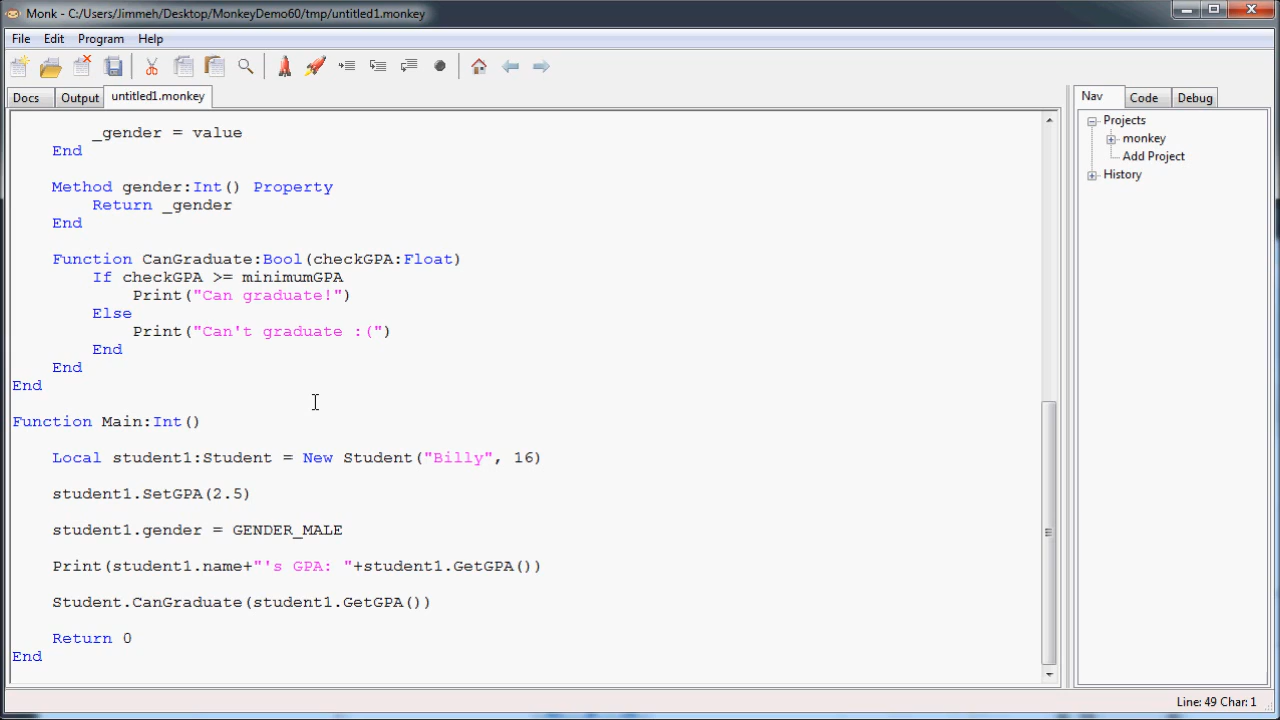 Monk - C:/Users/Jimmeh/Desktop/MonkeyDemo60/tmp/untitled1.monkey
File Edit Program Help
Docs Output untitled1.monkey
_gender = value
End
Method gender:Int() Property
Return _gender
End
Function CanGraduate:Bool(checkGPA:Float)
If checkGPA >= minimumGPA
Print("Can graduate!")
Else
Print("Can't graduate :(")
End
End
End
Function Main:Int()
Local student1:Student = New Student("Billy", 16)
student1.SetGPA(2.5)
student1.gender = GENDER_MALE
Print(student1.name+"'s GPA: "+student1.GetGPA())
Student.CanGraduate(student1.GetGPA())
Return 0
End
Nav Code Debug
Projects
monkey
Add Project
History
Line: 49 Char: 1